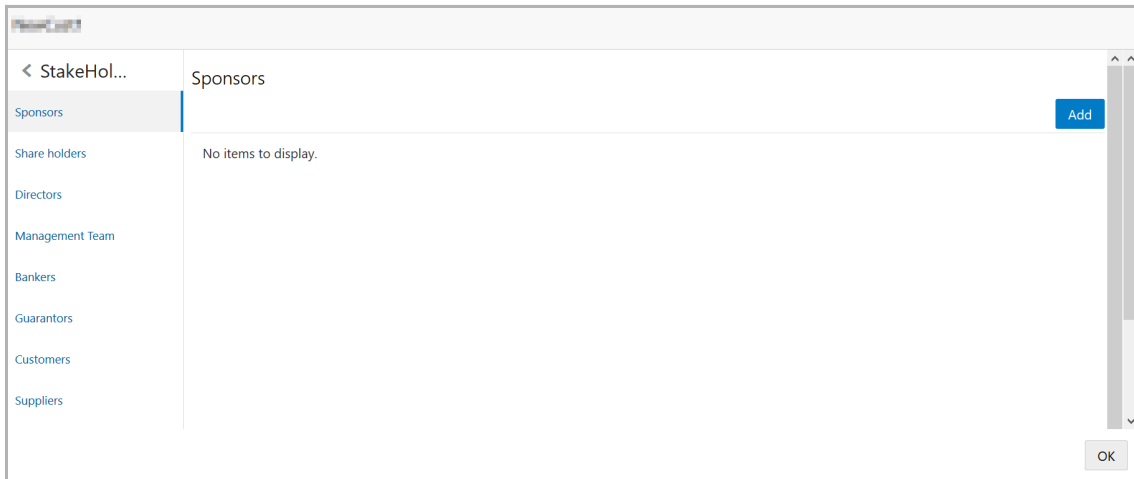 StakeHol...
Sponsors
Share holders
Directors
Management Team
Bankers
Guarantors
Customers
Suppliers
Sponsors
Add
No items to display.
OK